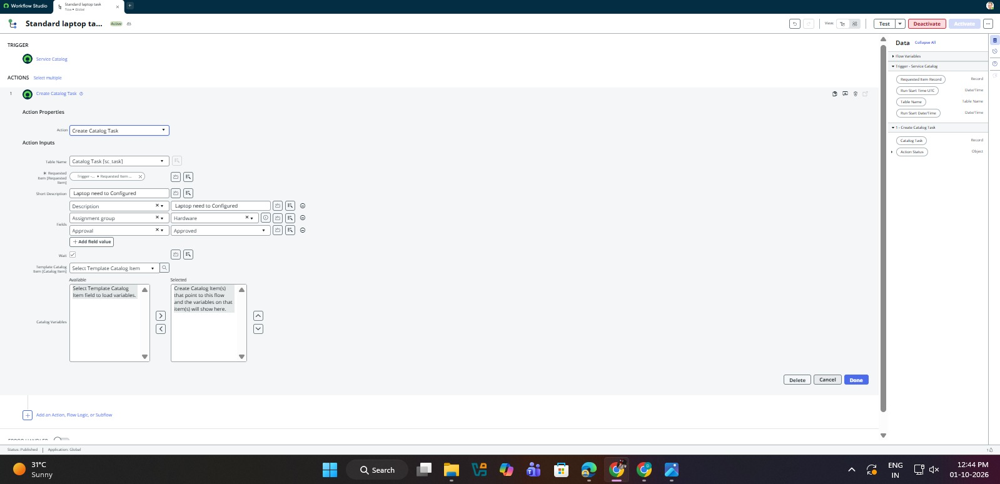 Workflow Studio
Standard laptop task
Flow • Global
Standard laptop ta...
Active
View:
Test
Deactivate
Activate
TRIGGER
Service Catalog
ACTIONS Select multiple
1 Create Catalog Task
Action Properties
Action Create Catalog Task
Action Inputs
Table Name Catalog Task [sc_task]
* Requested Item [Requested Item]
Trigger -... ▸ Requested Item ...
Short Description Laptop need to Configured
Fields
Description Laptop need to Configured
Assignment group Hardware
Approval Approved
+ Add field value
Wait
Template Catalog Item [Catalog Item]
Select Template Catalog Item
Catalog Variables
Available
Select Template Catalog
Item field to load variables.
Selected
Create Catalog Item(s)
that point to this flow
and the variables on that
item(s) will show here.
Delete Cancel Done
Add an Action, Flow Logic, or Subflow
ERROR HANDLER
Status: Published | Application: Global
1
Data Collapse All
Flow Variables
Trigger - Service Catalog
Requested Item Record Record
Run Start Time UTC Date/Time
Table Name Table Name
Run Start Date/Time Date/Time
1 - Create Catalog Task
Catalog Task Record
Action Status Object
31°C
Sunny
Search
ENG
IN
12:44 PM
01-10-2026